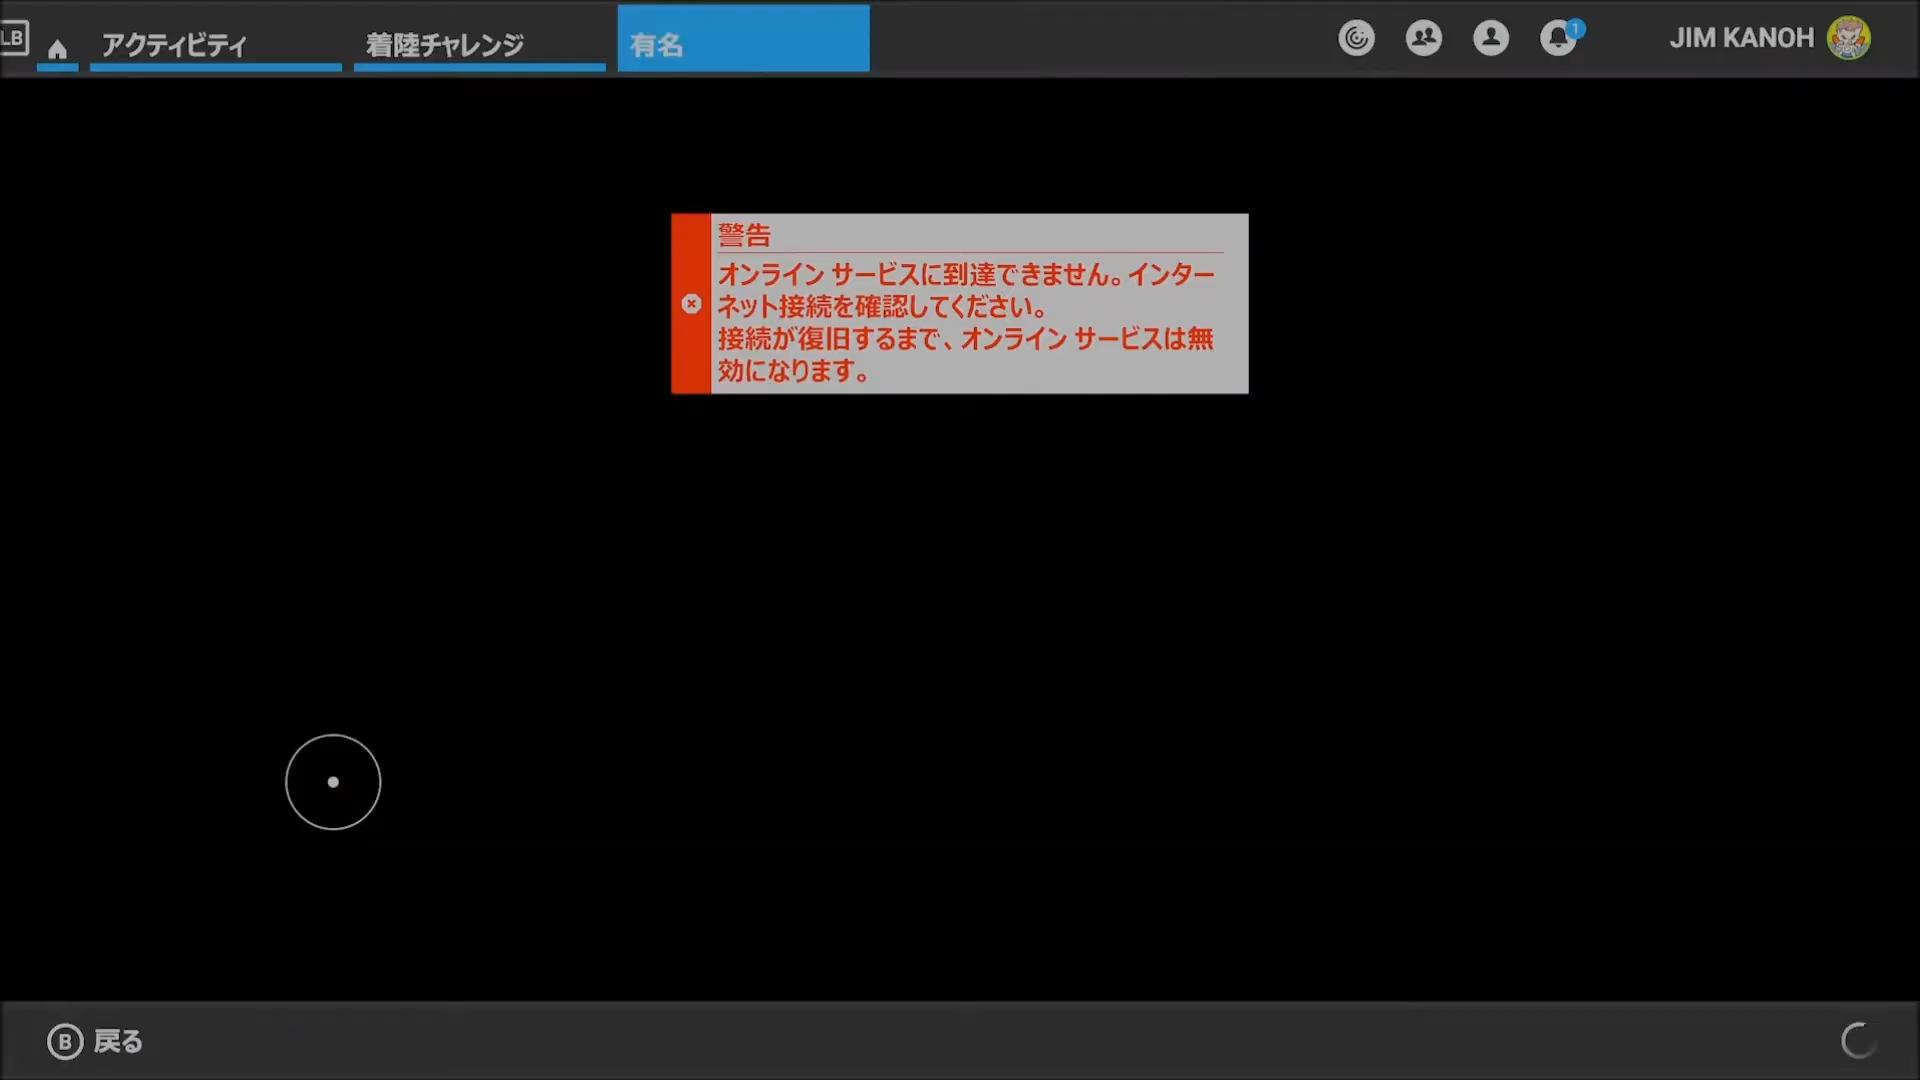 LB
アクティビティ
着陸チャレンジ
有名
1
JIM KANOH
警告
オンライン サービスに到達できません。インター
ネット接続を確認してください。
接続が復旧するまで、オンライン サービスは無
効になります。
B 戻る